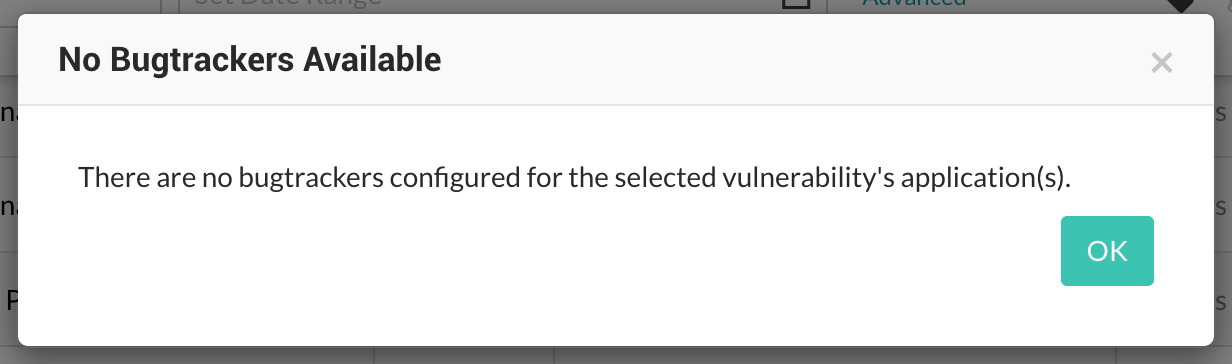 Set Date Range
Advanced
No Bugtrackers Available
×
There are no bugtrackers configured for the selected vulnerability's application(s).
OK